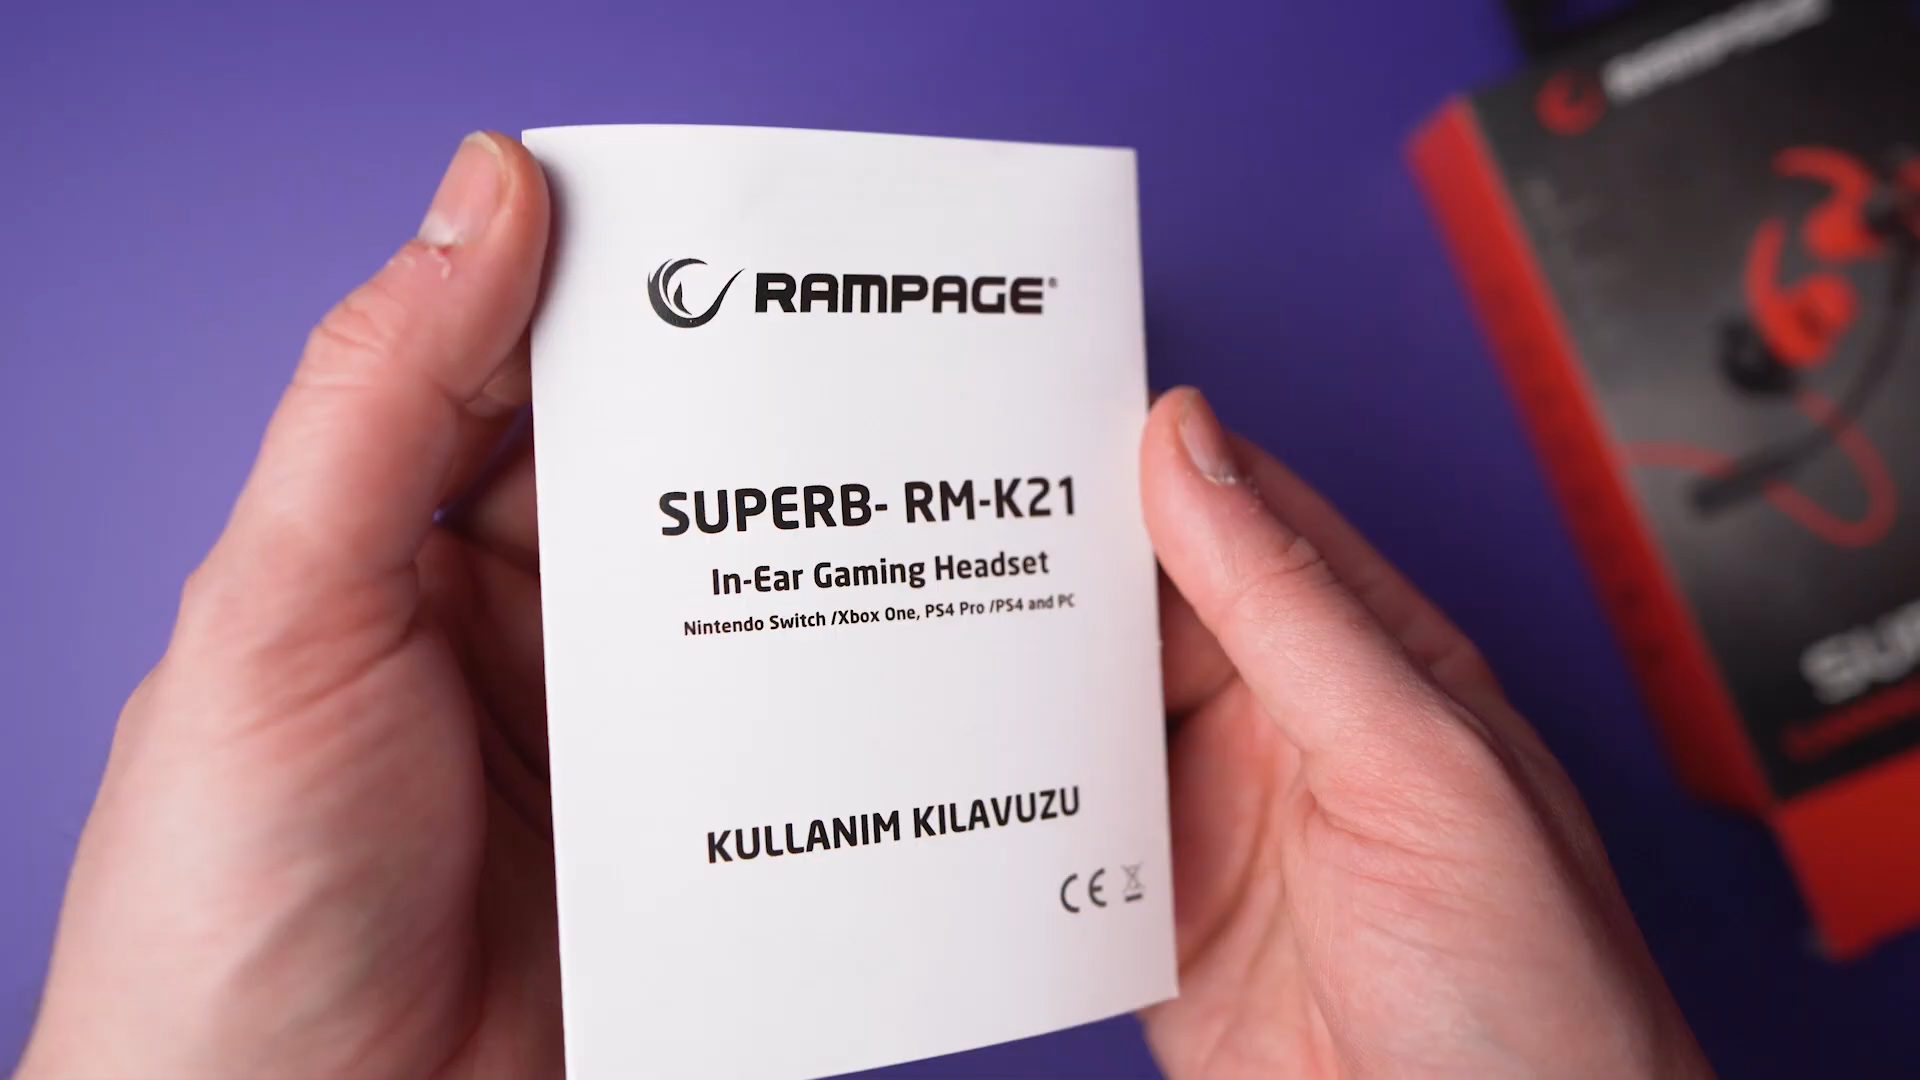 RAMPAGE®
SUPERB- RM-K21
In-Ear Gaming Headset
Nintendo Switch /Xbox One, PS4 Pro /PS4 and PC
KULLANIM KILAVUZU
CE
RAMPAGE